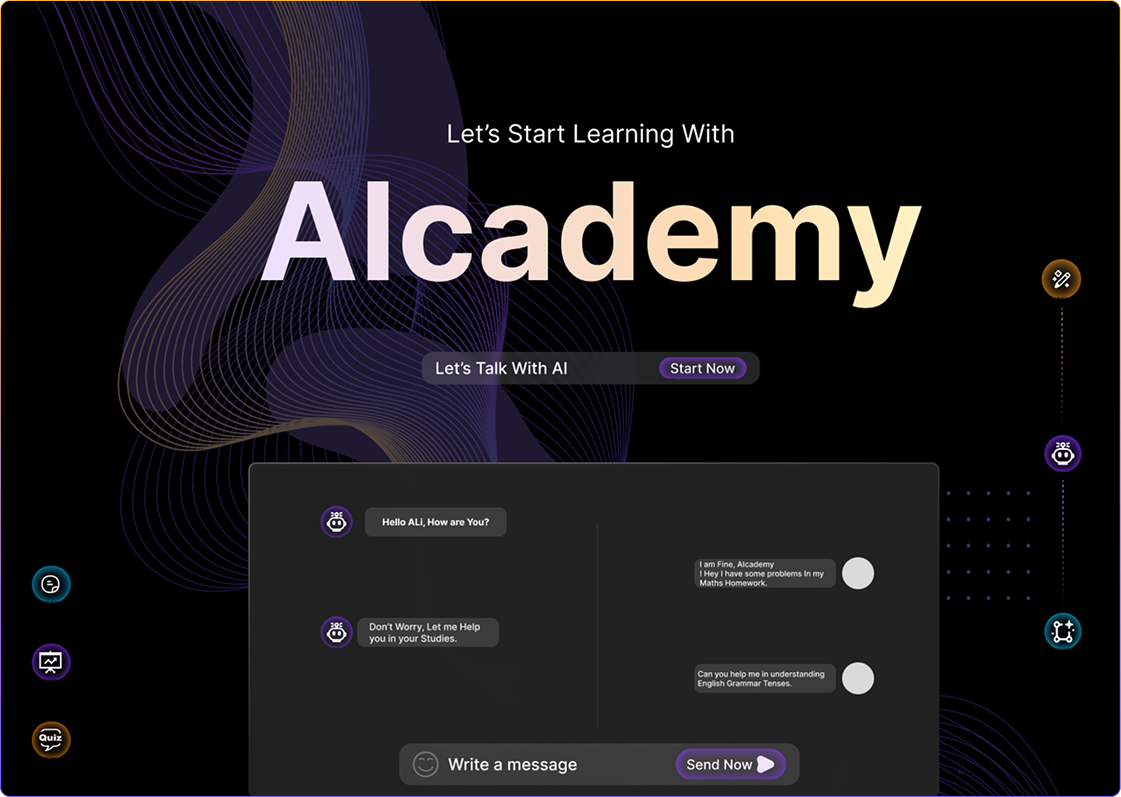 Let's Start Learning With
AIcademy
Let's Talk With AI
Start Now
Hello ALi, How are You?
I am Fine, AIcademy
! Hey I have some problems In my
Maths Homework.
Don't Worry, Let me Help
you in your Studies.
Can you help me in understanding
English Grammar Tenses.
Quiz
Write a message
Send Now